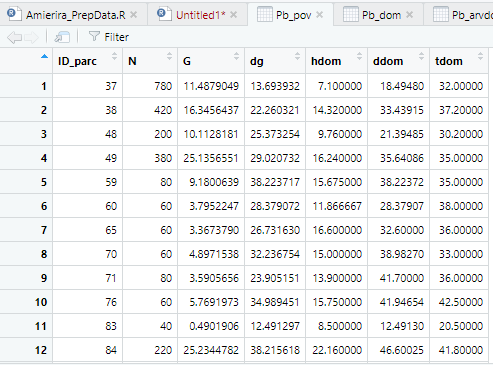 Amierira_PrepData.R Untitled1* Pb_pov Pb_dom Pb_arvdo
Filter
ID_parc N G dg hdom ddom tdom
1 37 780 11.4879049 13.693932 7.100000 18.49480 32.00000
2 38 420 16.3456437 22.260321 14.320000 33.43915 37.20000
3 48 200 10.1128181 25.373254 9.760000 21.39485 30.20000
4 49 380 25.1356551 29.020732 16.240000 35.64086 35.00000
5 59 80 9.1800639 38.223717 15.675000 38.22372 35.00000
6 60 60 3.7952247 28.379072 11.866667 28.37907 38.00000
7 65 60 3.3673790 26.731630 16.600000 32.60000 36.00000
8 70 60 4.8971538 32.236754 15.000000 38.98270 33.00000
9 71 80 3.5905656 23.905151 13.900000 41.70000 36.00000
10 76 60 5.7691973 34.989451 15.750000 41.94654 42.50000
11 83 40 0.4901906 12.491297 8.500000 12.49130 20.50000
12 84 220 25.2344782 38.215618 22.160000 46.60025 41.80000